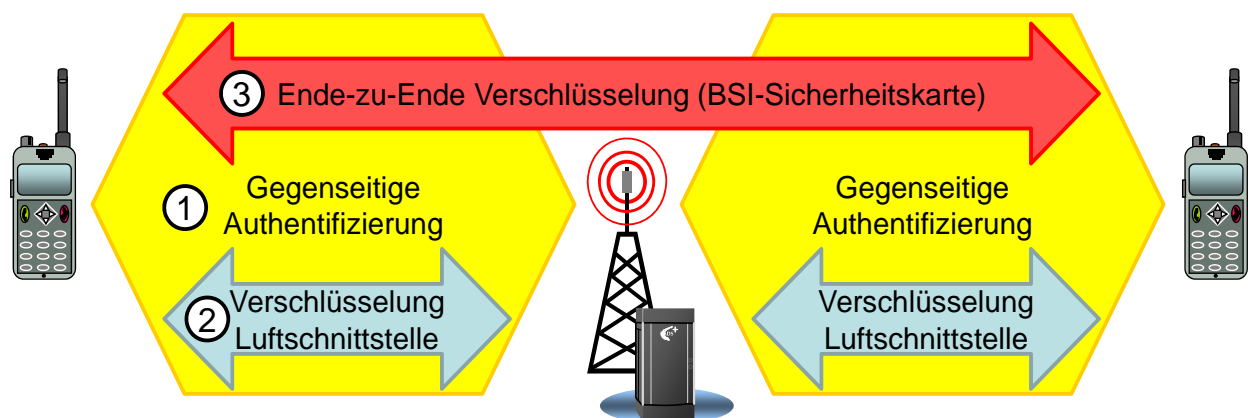 3 Ende-zu-Ende Verschlüsselung (BSI-Sicherheitskarte)
1 Gegenseitige
Authentifizierung
Gegenseitige
Authentifizierung
2 Verschlüsselung
Luftschnittstelle
Verschlüsselung
Luftschnittstelle